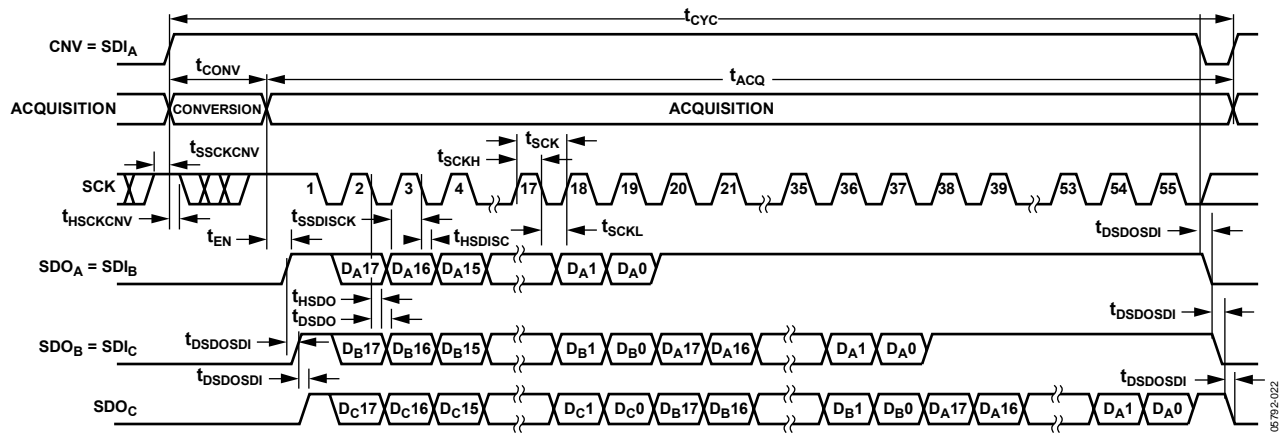 tCYC
CNV = SDIA
tCONV
tACQ
ACQUISITION
CONVERSION
ACQUISITION
tSSCKCNV
tSCK
tSCKH
SCK
1 2 3 4 17 18 19 20 21 35 36 37 38 39 53 54 55
tHSCKCNV
tSSDISCK
tHSDISC
tSCKL
tEN
tDSDOSDI
SDOA = SDIB
DA17 DA16 DA15 DA1 DA0
tHSDO
tDSDO
tDSDOSDI
tDSDOSDI
SDOB = SDIC
DB17 DB16 DB15 DB1 DB0 DA17 DA16 DA1 DA0
tDSDOSDI
tDSDOSDI
SDOC
DC17 DC16 DC15 DC1 DC0 DB17 DB16 DB1 DB0 DA17 DA16 DA1 DA0
05792-022